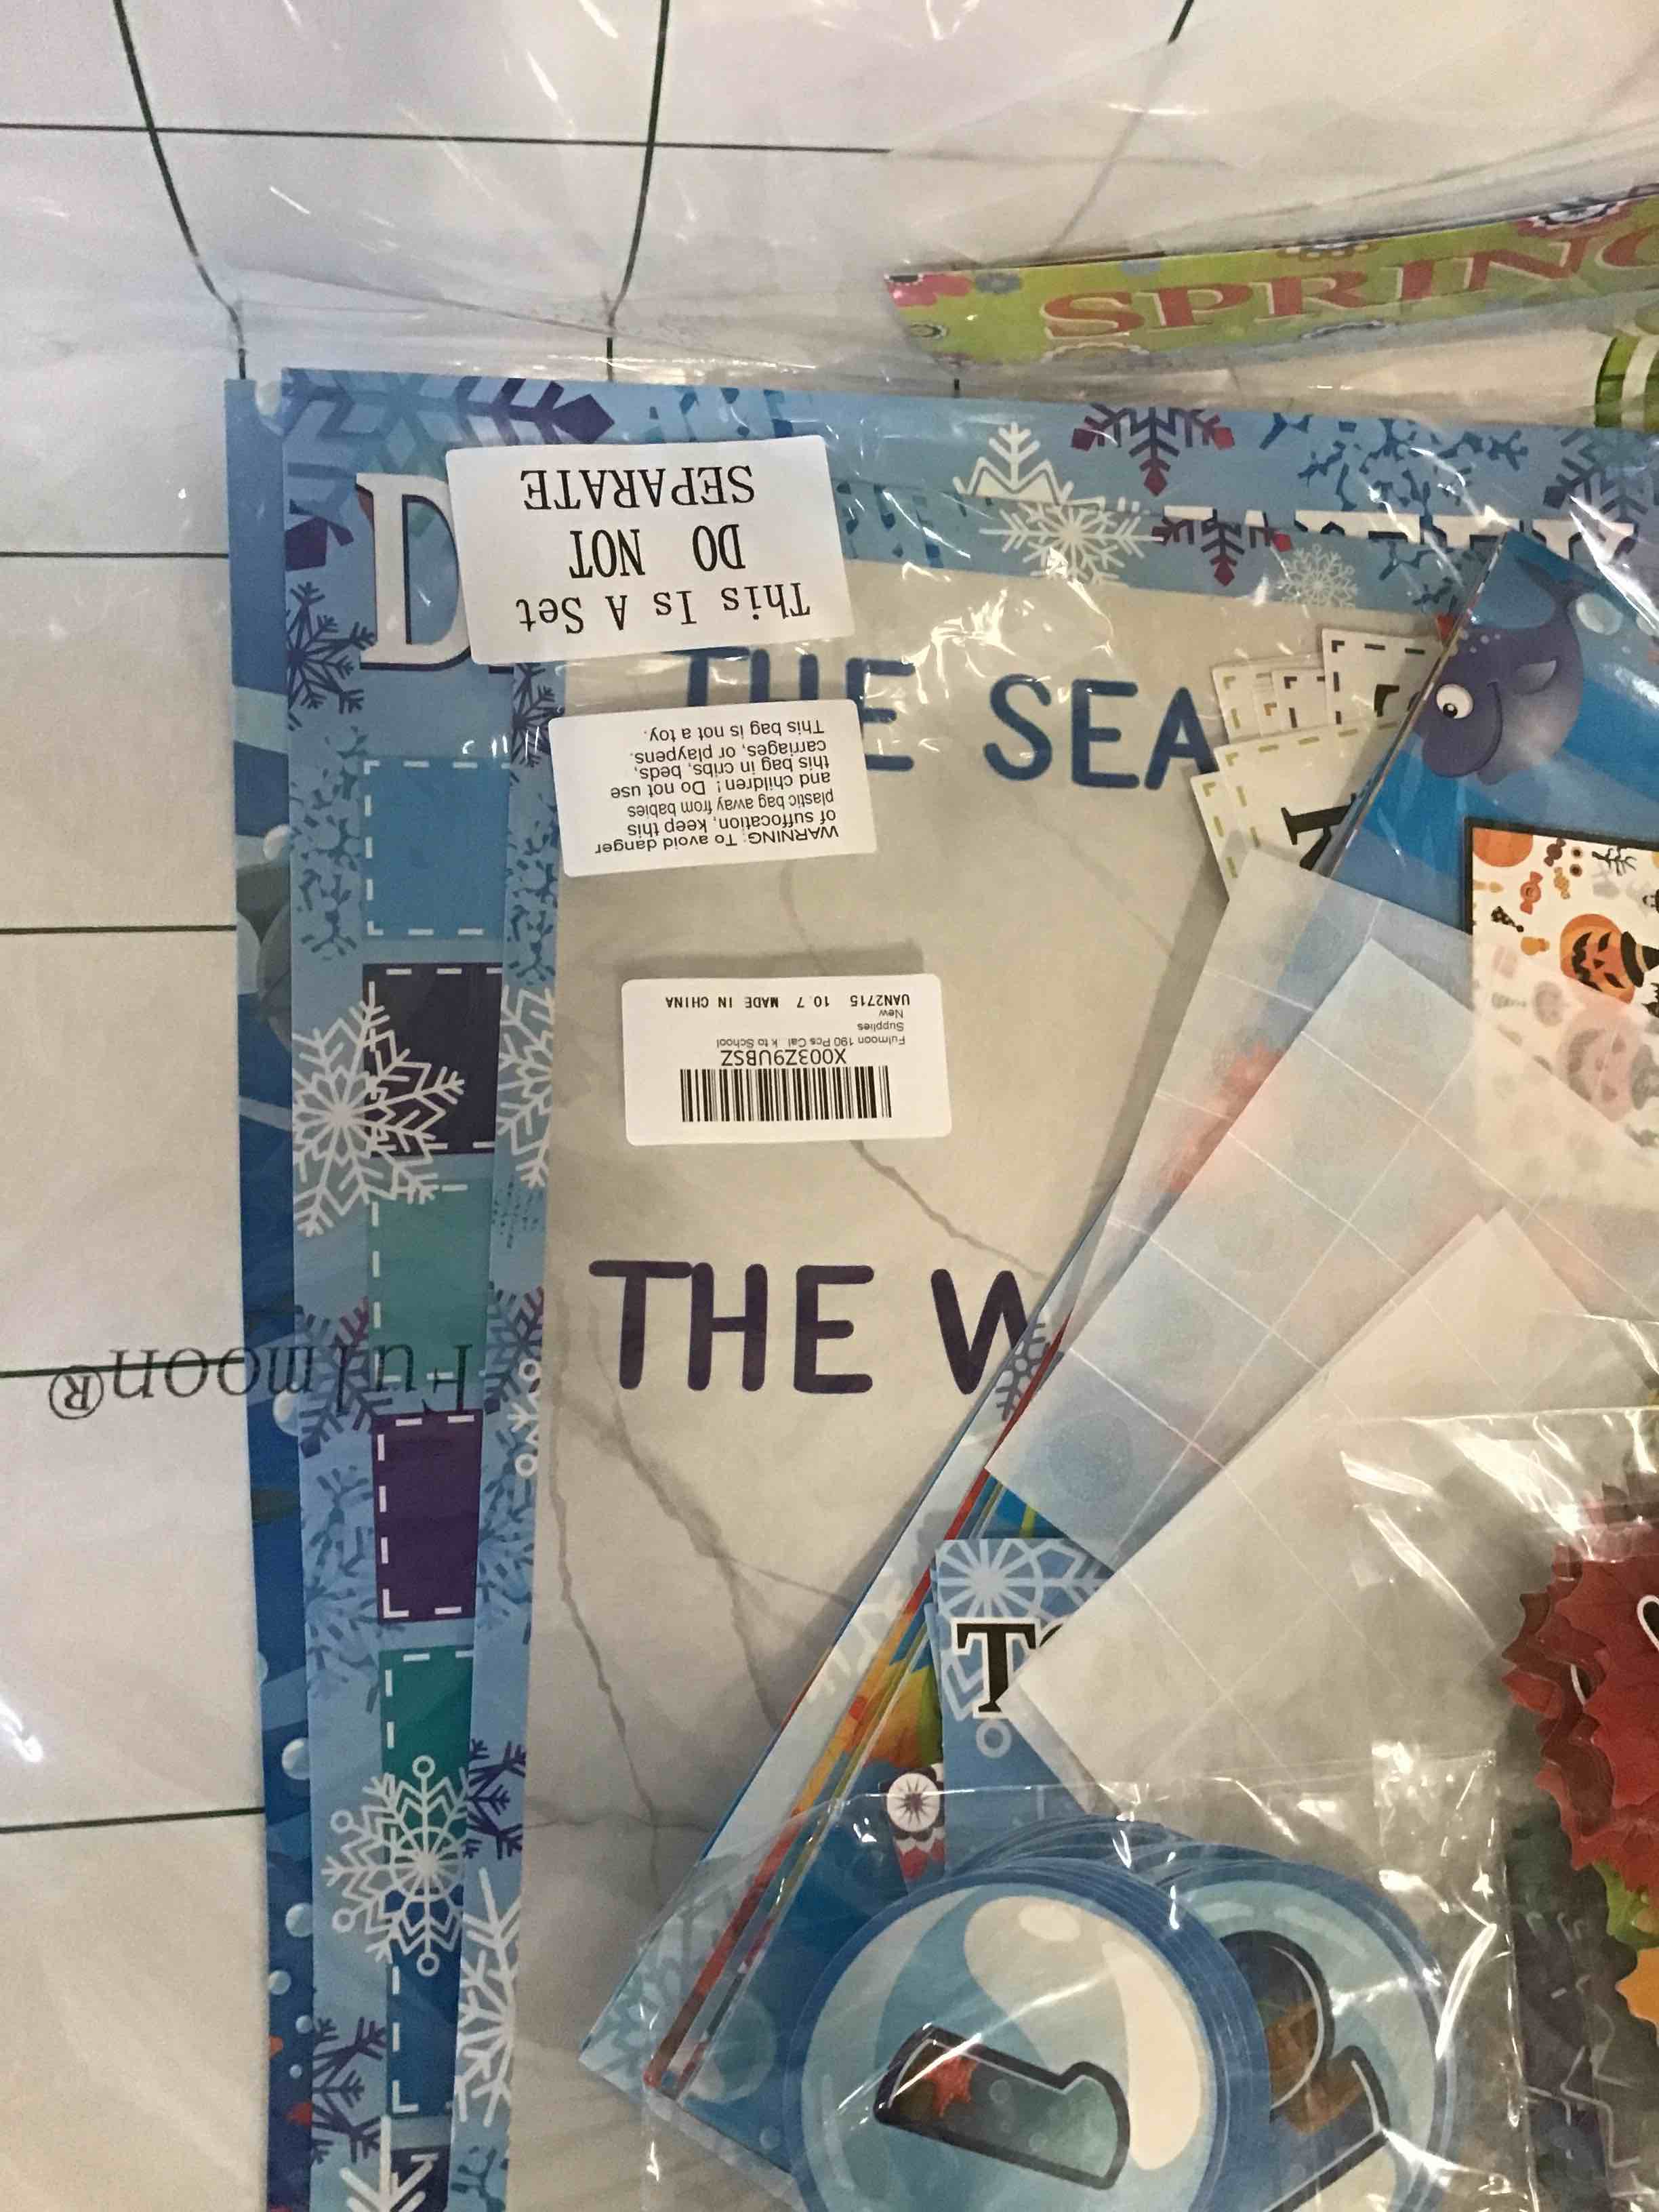 SPRING
D
This Is A Set
DO NOT
SEPARATE
THE SEA
WARNING: To avoid danger
of suffocation, keep this
plastic bag away from babies
and children! Do not use
this bag in cribs, beds,
carriages, or playpens.
This bag is not a toy.
X003Z9UBSZ
Fulmoon 190 Pcs Cal k to School
Supplies
New
UAN2715 10.7 MADE IN CHINA
THE W
Fulmoon®
T
1
2